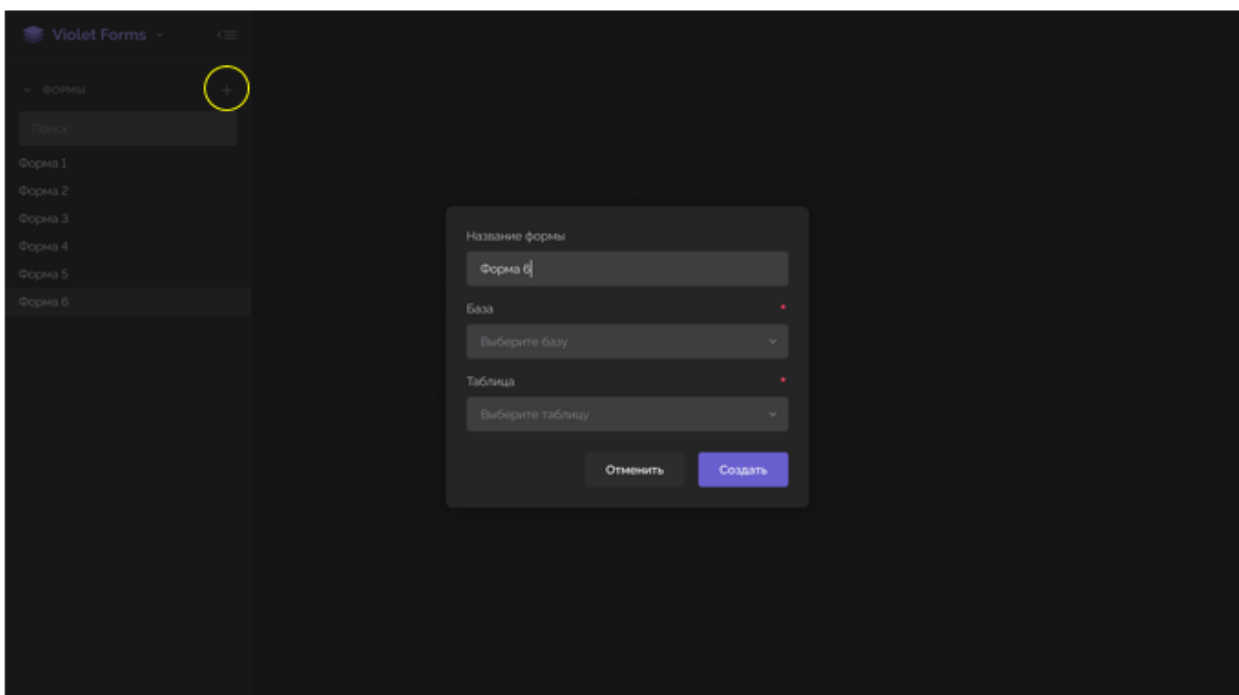 Violet Forms
ФОРМЫ
Поиск
Форма 1
Форма 2
Форма 3
Форма 4
Форма 5
Форма 6
Название формы
Форма 6
База *
Выберите базу
Таблица *
Выберите таблицу
Отменить
Создать